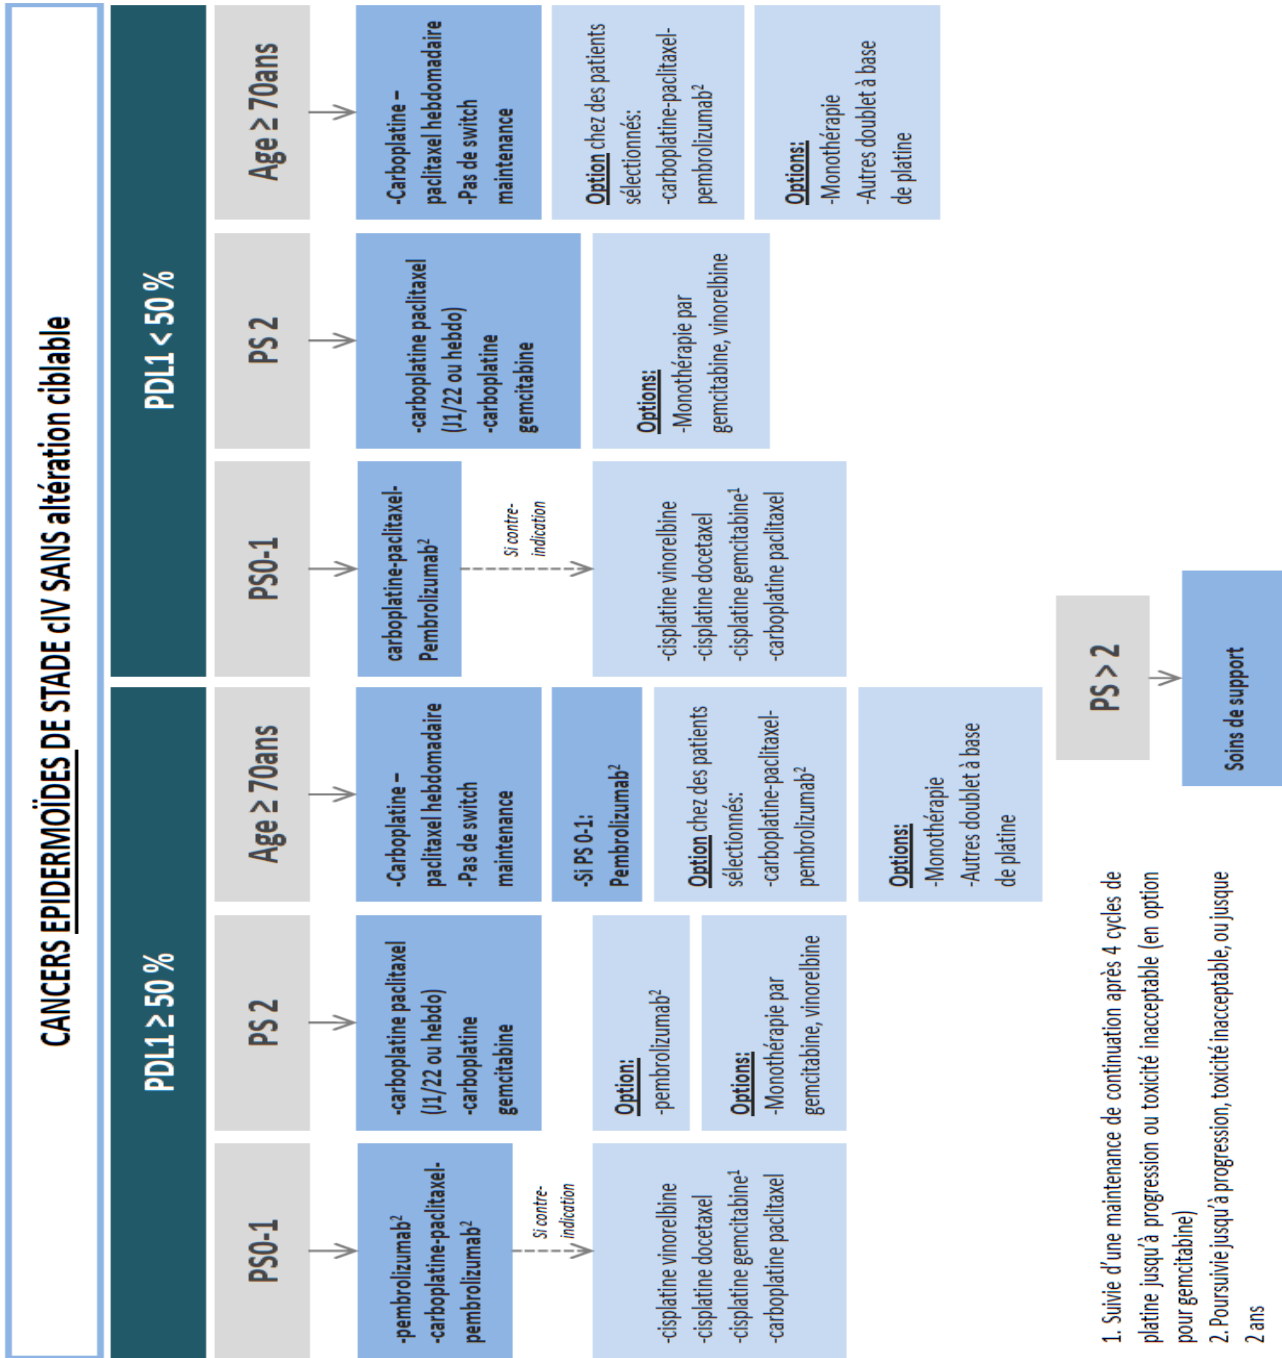 CANCERS EPIDERMOÏDES DE STADE cIV SANS altération ciblable
PDL1 ≥ 50 %
PS0-1
-pembrolizumab²
-carboplatine-paclitaxel-
pembrolizumab²
Si contre-
indication
-cisplatine vinorelbine
-cisplatine docetaxel
-cisplatine gemcitabine¹
-carboplatine paclitaxel
PS 2
-carboplatine paclitaxel
(J1/22 ou hebdo)
-carboplatine
gemcitabine
Option:
-pembrolizumab²
Options:
-Monothérapie par
gemcitabine, vinorelbine
Age ≥ 70ans
-Carboplatine –
paclitaxel hebdomadaire
-Pas de switch
maintenance
-Si PS 0-1:
Pembrolizumab²
Option chez des patients
sélectionnés:
-carboplatine-paclitaxel-
pembrolizumab²
Options:
-Monothérapie
-Autres doublet à base
de platine
PDL1 < 50 %
PS0-1
carboplatine-paclitaxel-
Pembrolizumab²
Si contre-
indication
-cisplatine vinorelbine
-cisplatine docetaxel
-cisplatine gemcitabine¹
-carboplatine paclitaxel
PS 2
-carboplatine paclitaxel
(J1/22 ou hebdo)
-carboplatine
gemcitabine
Options:
-Monothérapie par
gemcitabine, vinorelbine
Age ≥ 70ans
-Carboplatine –
paclitaxel hebdomadaire
-Pas de switch
maintenance
Option chez des patients
sélectionnés:
-carboplatine-paclitaxel-
pembrolizumab²
Options:
-Monothérapie
-Autres doublet à base
de platine
PS > 2
Soins de support
1. Suivie d'une maintenance de continuation après 4 cycles de
platine jusqu'à progression ou toxicité inacceptable (en option
pour gemcitabine)
2. Poursuivie jusqu'à progression, toxicité inacceptable, ou jusque
2 ans